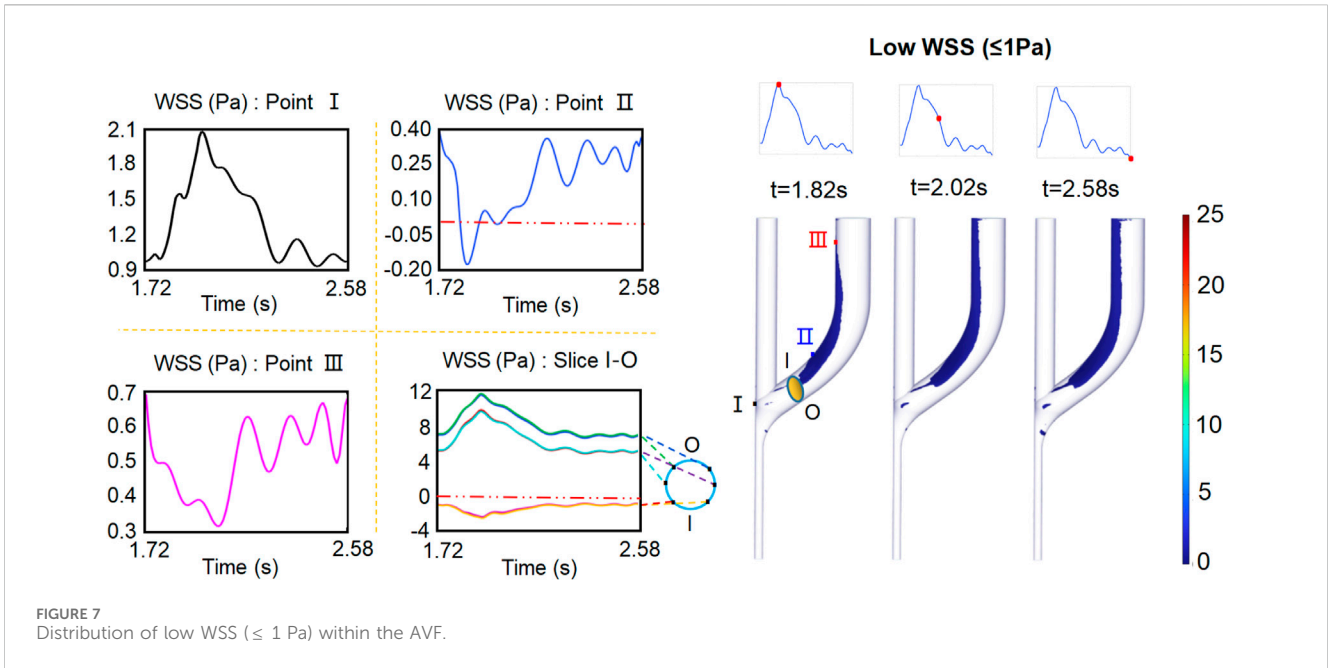 WSS (Pa) : Point Ⅰ
2.1
1.8
1.5
1.2
0.9
1.72
2.58
Time (s)
WSS (Pa) : Point Ⅱ
0.40
0.25
0.10
-0.05
-0.20
1.72
2.58
Time (s)
WSS (Pa) : Point Ⅲ
0.7
0.6
0.5
0.4
0.3
1.72
2.58
Time (s)
WSS (Pa) : Slice I-O
12
8
4
0
-4
1.72
2.58
Time (s)
O
I
Low WSS (≤1Pa)
t=1.82s
t=2.02s
t=2.58s
Ⅲ
Ⅱ
I
Ⅰ
O
25
20
15
10
5
0
FIGURE 7
Distribution of low WSS (≤ 1 Pa) within the AVF.